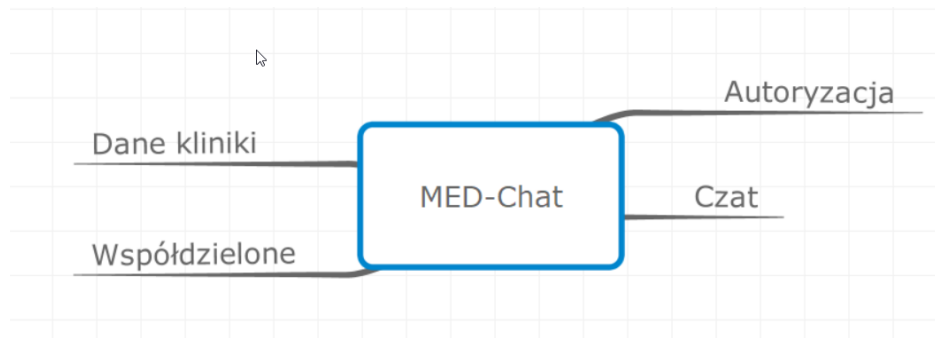 Autoryzacja
Dane kliniki
MED-Chat
Czat
Współdzielone